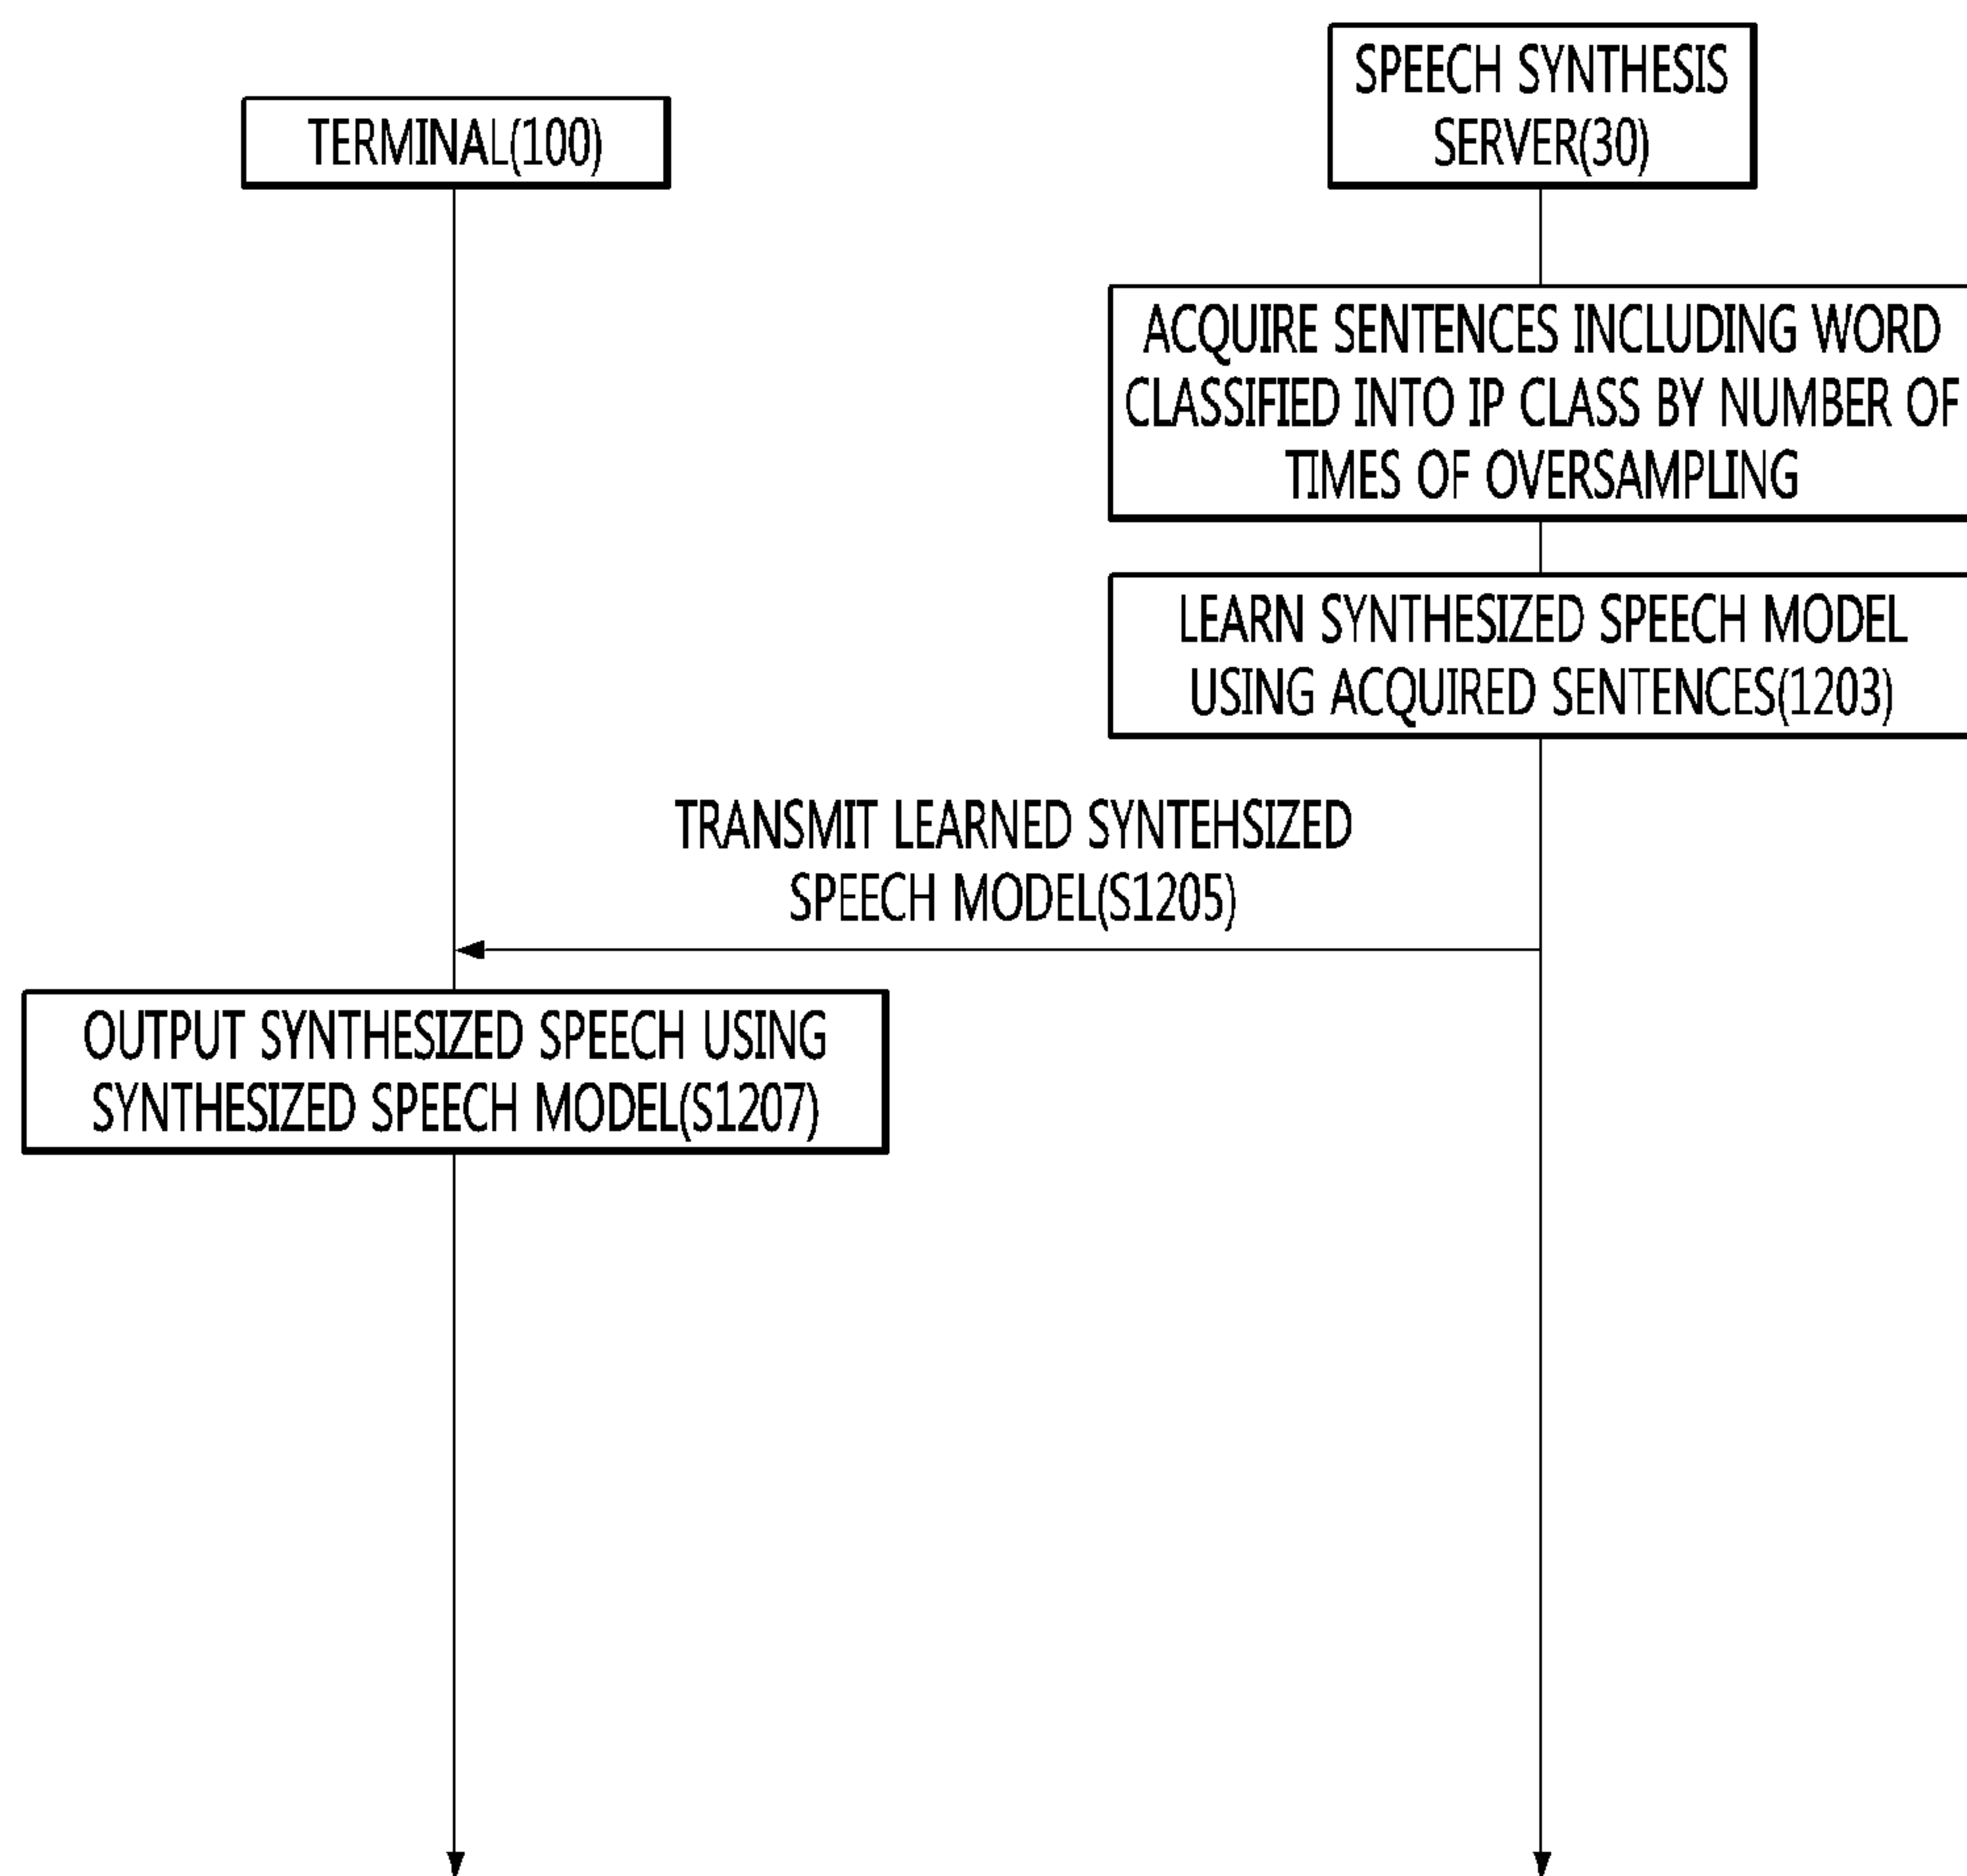 TERMINAL(100)
SPEECH SYNTHESIS
SERVER(30)
ACQUIRE SENTENCES INCLUDING WORD
CLASSIFIED INTO IP CLASS BY NUMBER OF
TIMES OF OVERSAMPLING
LEARN SYNTHESIZED SPEECH MODEL
USING ACQUIRED SENTENCES(1203)
TRANSMIT LEARNED SYNTEHSIZED
SPEECH MODEL(S1205)
OUTPUT SYNTHESIZED SPEECH USING
SYNTHESIZED SPEECH MODEL(S1207)